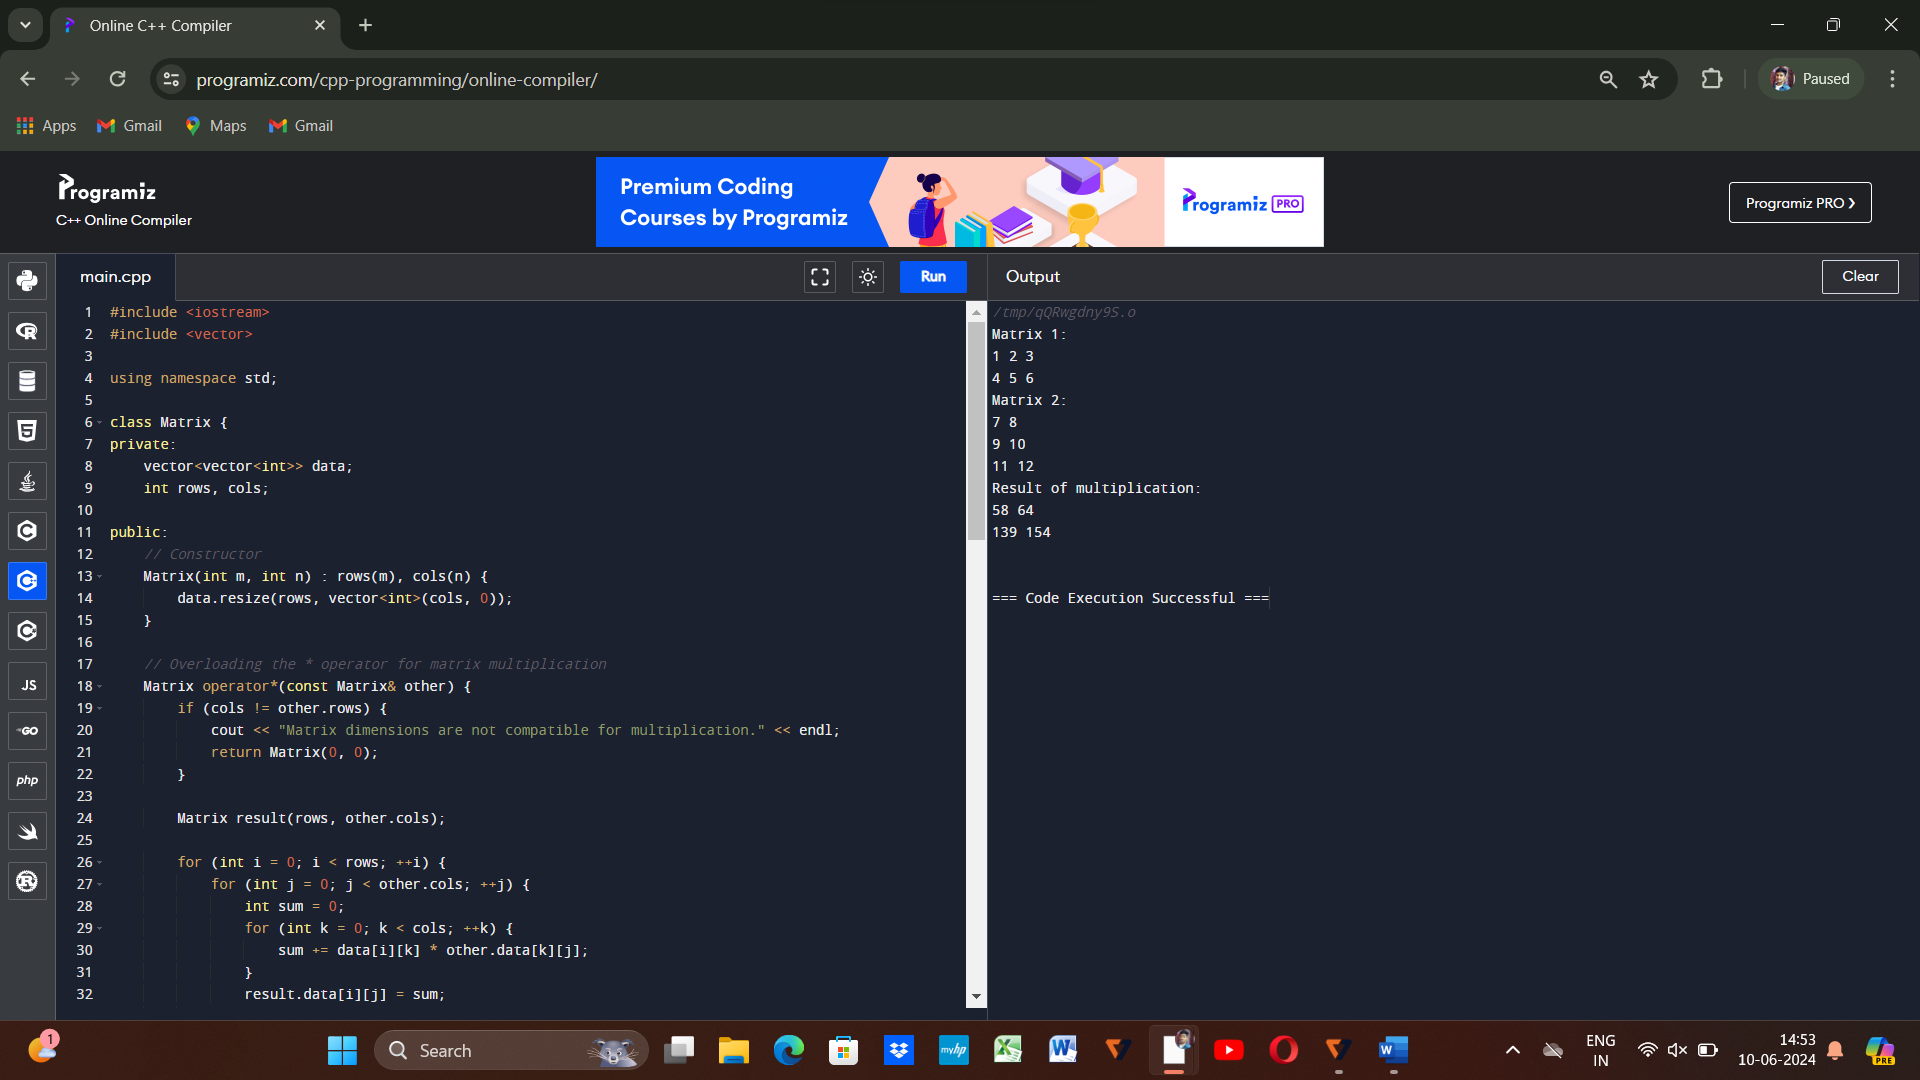 Online C++ Compiler
programiz.com/cpp-programming/online-compiler/
Paused
Apps
Gmail
Maps
Gmail
Programiz
C++ Online Compiler
Premium Coding
Courses by Programiz
Programiz PRO
Programiz PRO ❯
main.cpp
Run
Output
Clear
1 #include <iostream>
2 #include <vector>
3
4 using namespace std;
5
6 class Matrix {
7 private:
8     vector<vector<int>> data;
9     int rows, cols;
10
11 public:
12     // Constructor
13     Matrix(int m, int n) : rows(m), cols(n) {
14         data.resize(rows, vector<int>(cols, 0));
15     }
16
17     // Overloading the * operator for matrix multiplication
18     Matrix operator*(const Matrix& other) {
19         if (cols != other.rows) {
20             cout << "Matrix dimensions are not compatible for multiplication." << endl;
21             return Matrix(0, 0);
22         }
23
24         Matrix result(rows, other.cols);
25
26         for (int i = 0; i < rows; ++i) {
27             for (int j = 0; j < other.cols; ++j) {
28                 int sum = 0;
29                 for (int k = 0; k < cols; ++k) {
30                     sum += data[i][k] * other.data[k][j];
31                 }
32                 result.data[i][j] = sum;
/tmp/qQRwgdny9S.o
Matrix 1:
1 2 3
4 5 6
Matrix 2:
7 8
9 10
11 12
Result of multiplication:
58 64
139 154
=== Code Execution Successful ===
R
JS
GO
php
1
Search
myhp
ENG
IN
14:53
10-06-2024
PRE